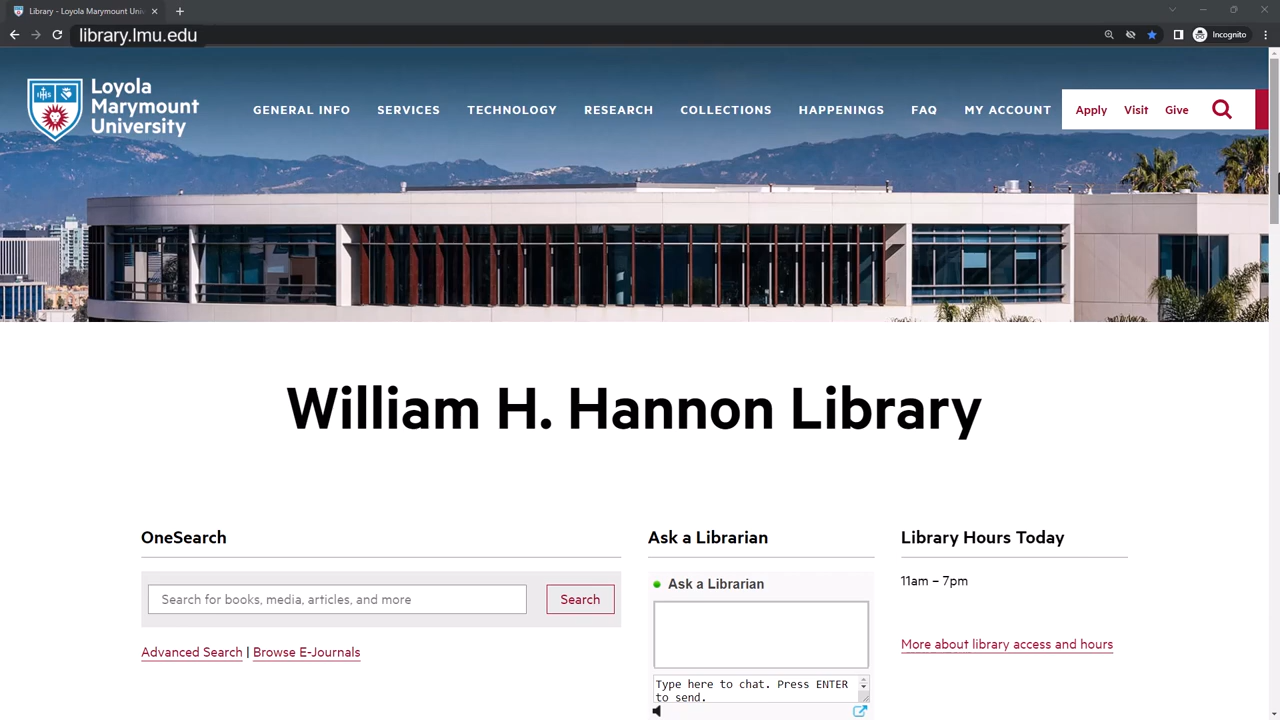 Library - Loyola Marymount Univ
library.lmu.edu
Incognito
Loyola
Marymount
University
GENERAL INFO SERVICES TECHNOLOGY RESEARCH COLLECTIONS HAPPENINGS FAQ MY ACCOUNT Apply Visit Give
William H. Hannon Library
OneSearch
Search for books, media, articles, and more
Search
Advanced Search | Browse E-Journals
Ask a Librarian
Ask a Librarian
Type here to chat. Press ENTER
to send.
Library Hours Today
11am – 7pm
More about library access and hours